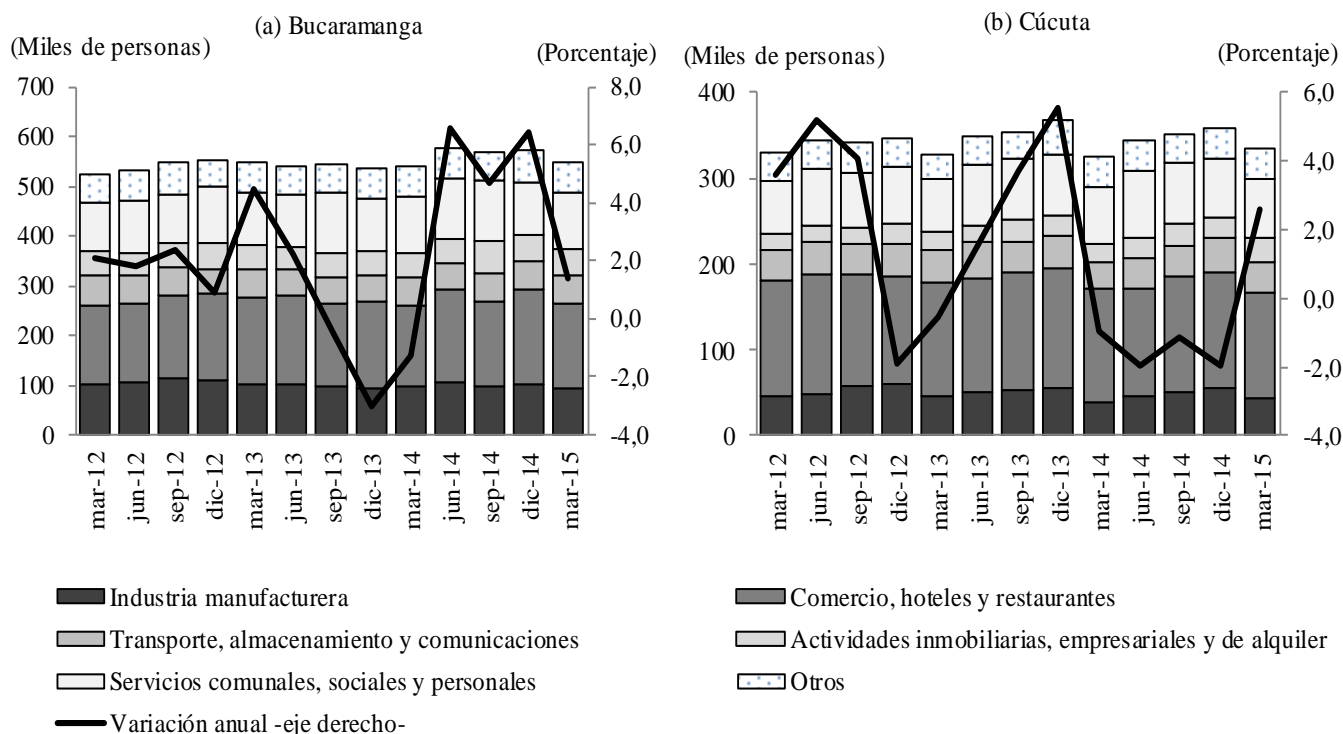 (a) Bucaramanga
(Miles de personas)
(Porcentaje)
700
600
500
400
300
200
100
0
8,0
6,0
4,0
2,0
0,0
-2,0
-4,0
mar-12
jun-12
sep-12
dic-12
mar-13
jun-13
sep-13
dic-13
mar-14
jun-14
sep-14
dic-14
mar-15
(b) Cúcuta
(Miles de personas)
(Porcentaje)
400
300
200
100
0
6,0
4,0
2,0
0,0
-2,0
-4,0
mar-12
jun-12
sep-12
dic-12
mar-13
jun-13
sep-13
dic-13
mar-14
jun-14
sep-14
dic-14
mar-15
Industria manufacturera
Comercio, hoteles y restaurantes
Transporte, almacenamiento y comunicaciones
Actividades inmobiliarias, empresariales y de alquiler
Servicios comunales, sociales y personales
Otros
Variación anual -eje derecho-